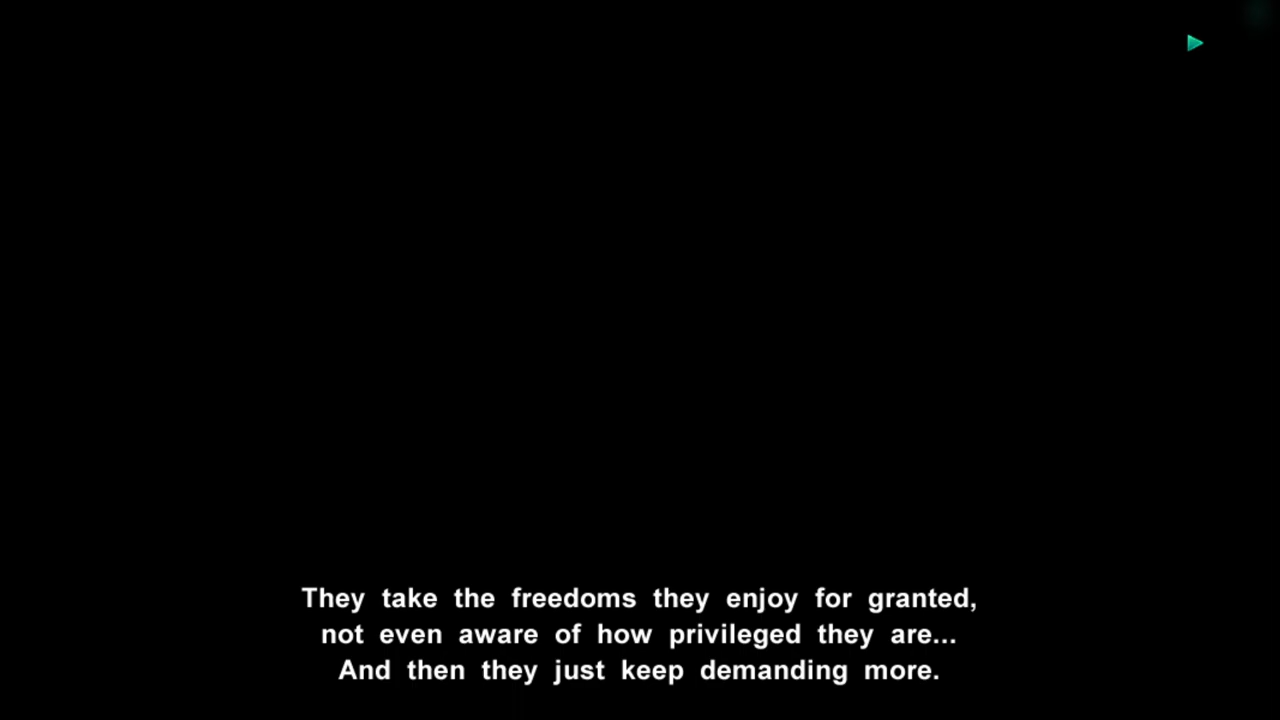 They take the freedoms they enjoy for granted,
not even aware of how privileged they are...
And then they just keep demanding more.